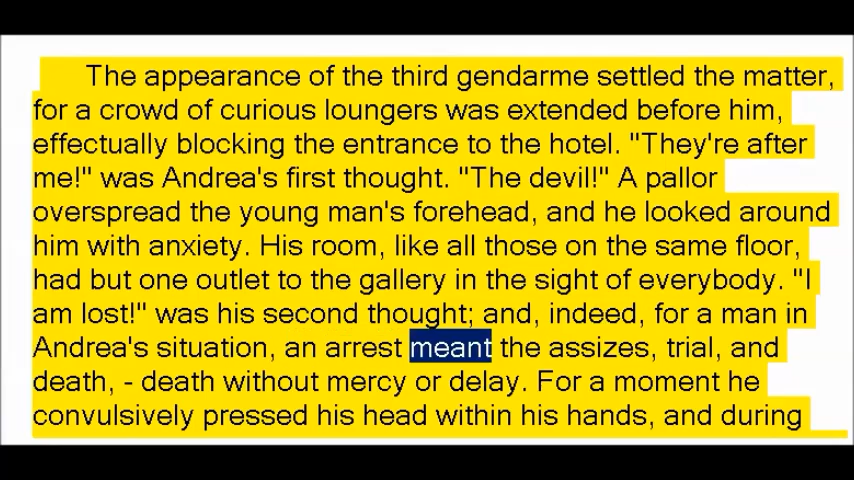 The appearance of the third gendarme settled the matter,
for a crowd of curious loungers was extended before him,
effectually blocking the entrance to the hotel. "They're after
me!" was Andrea's first thought. "The devil!" A pallor
overspread the young man's forehead, and he looked around
him with anxiety. His room, like all those on the same floor,
had but one outlet to the gallery in the sight of everybody. "I
am lost!" was his second thought; and, indeed, for a man in
Andrea's situation, an arrest meant the assizes, trial, and
death, - death without mercy or delay. For a moment he
convulsively pressed his head within his hands, and during